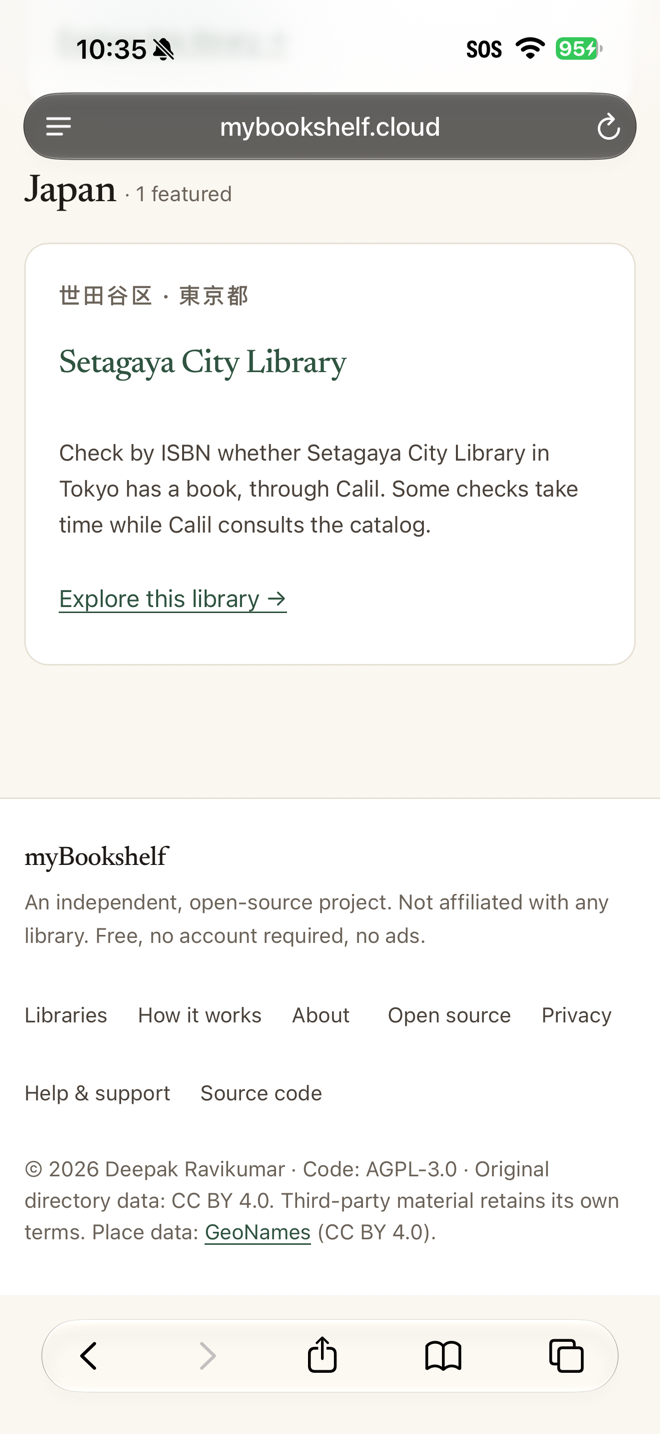 10:35
SOS
95
mybookshelf.cloud
Japan · 1 featured
世田谷区 · 東京都
Setagaya City Library
Check by ISBN whether Setagaya City Library in
Tokyo has a book, through Calil. Some checks take
time while Calil consults the catalog.
Explore this library →
myBookshelf
An independent, open-source project. Not affiliated with any
library. Free, no account required, no ads.
Libraries How it works About Open source Privacy
Help & support Source code
© 2026 Deepak Ravikumar · Code: AGPL-3.0 · Original
directory data: CC BY 4.0. Third-party material retains its own
terms. Place data: GeoNames (CC BY 4.0).